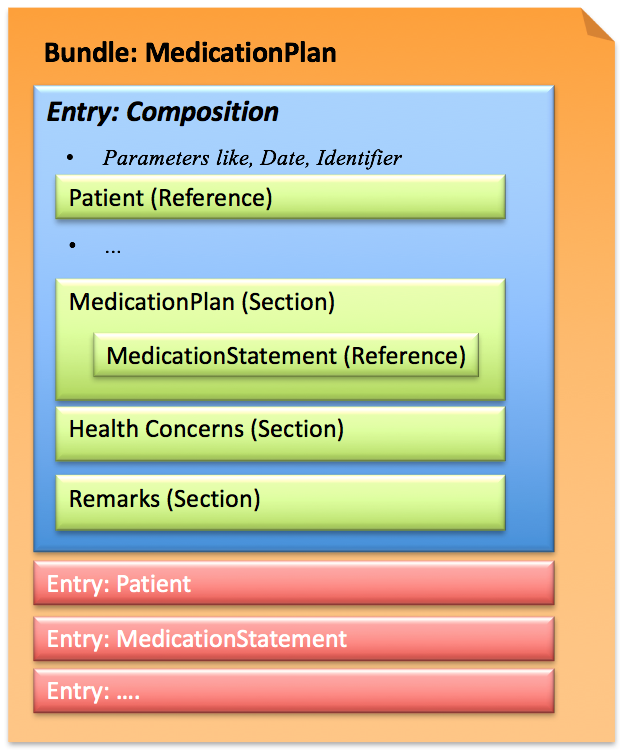 Bundle: MedicationPlan
Entry: Composition
• Parameters like, Date, Identifier
Patient (Reference)
• ...
MedicationPlan (Section)
MedicationStatement (Reference)
Health Concerns (Section)
Remarks (Section)
Entry: Patient
Entry: MedicationStatement
Entry: ....